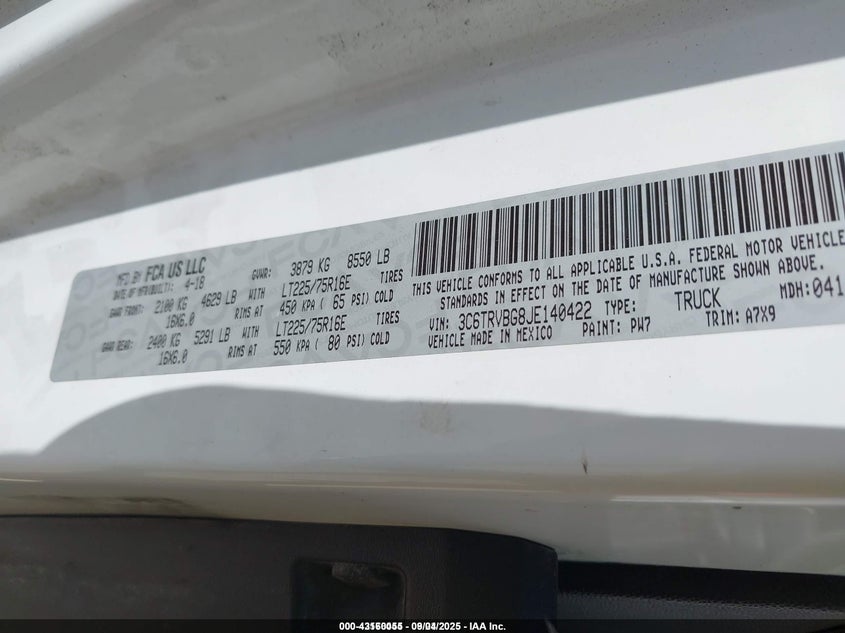 MFD BY FCA US LLC
DATE OF MFR(BUILT): 4-18 GVWR: 3879 KG 8550 LB
GAWR FRONT: 2100 KG 4629 LB WITH LT225/75R16E TIRES
16X6.0 RIMS AT 450 KPA ( 65 PSI) COLD
GAWR REAR: 2400 KG 5291 LB WITH LT225/75R16E TIRES
16X6.0 RIMS AT 550 KPA ( 80 PSI) COLD
THIS VEHICLE CONFORMS TO ALL APPLICABLE U.S.A. FEDERAL MOTOR VEHICLE
STANDARDS IN EFFECT ON THE DATE OF MANUFACTURE SHOWN ABOVE.
VIN: 3C6TRVBG8JE140422 TYPE: TRUCK MDH:041
VEHICLE MADE IN MEXICO PAINT: PW7 TRIM: A7X9
2025 - IAA Inc.